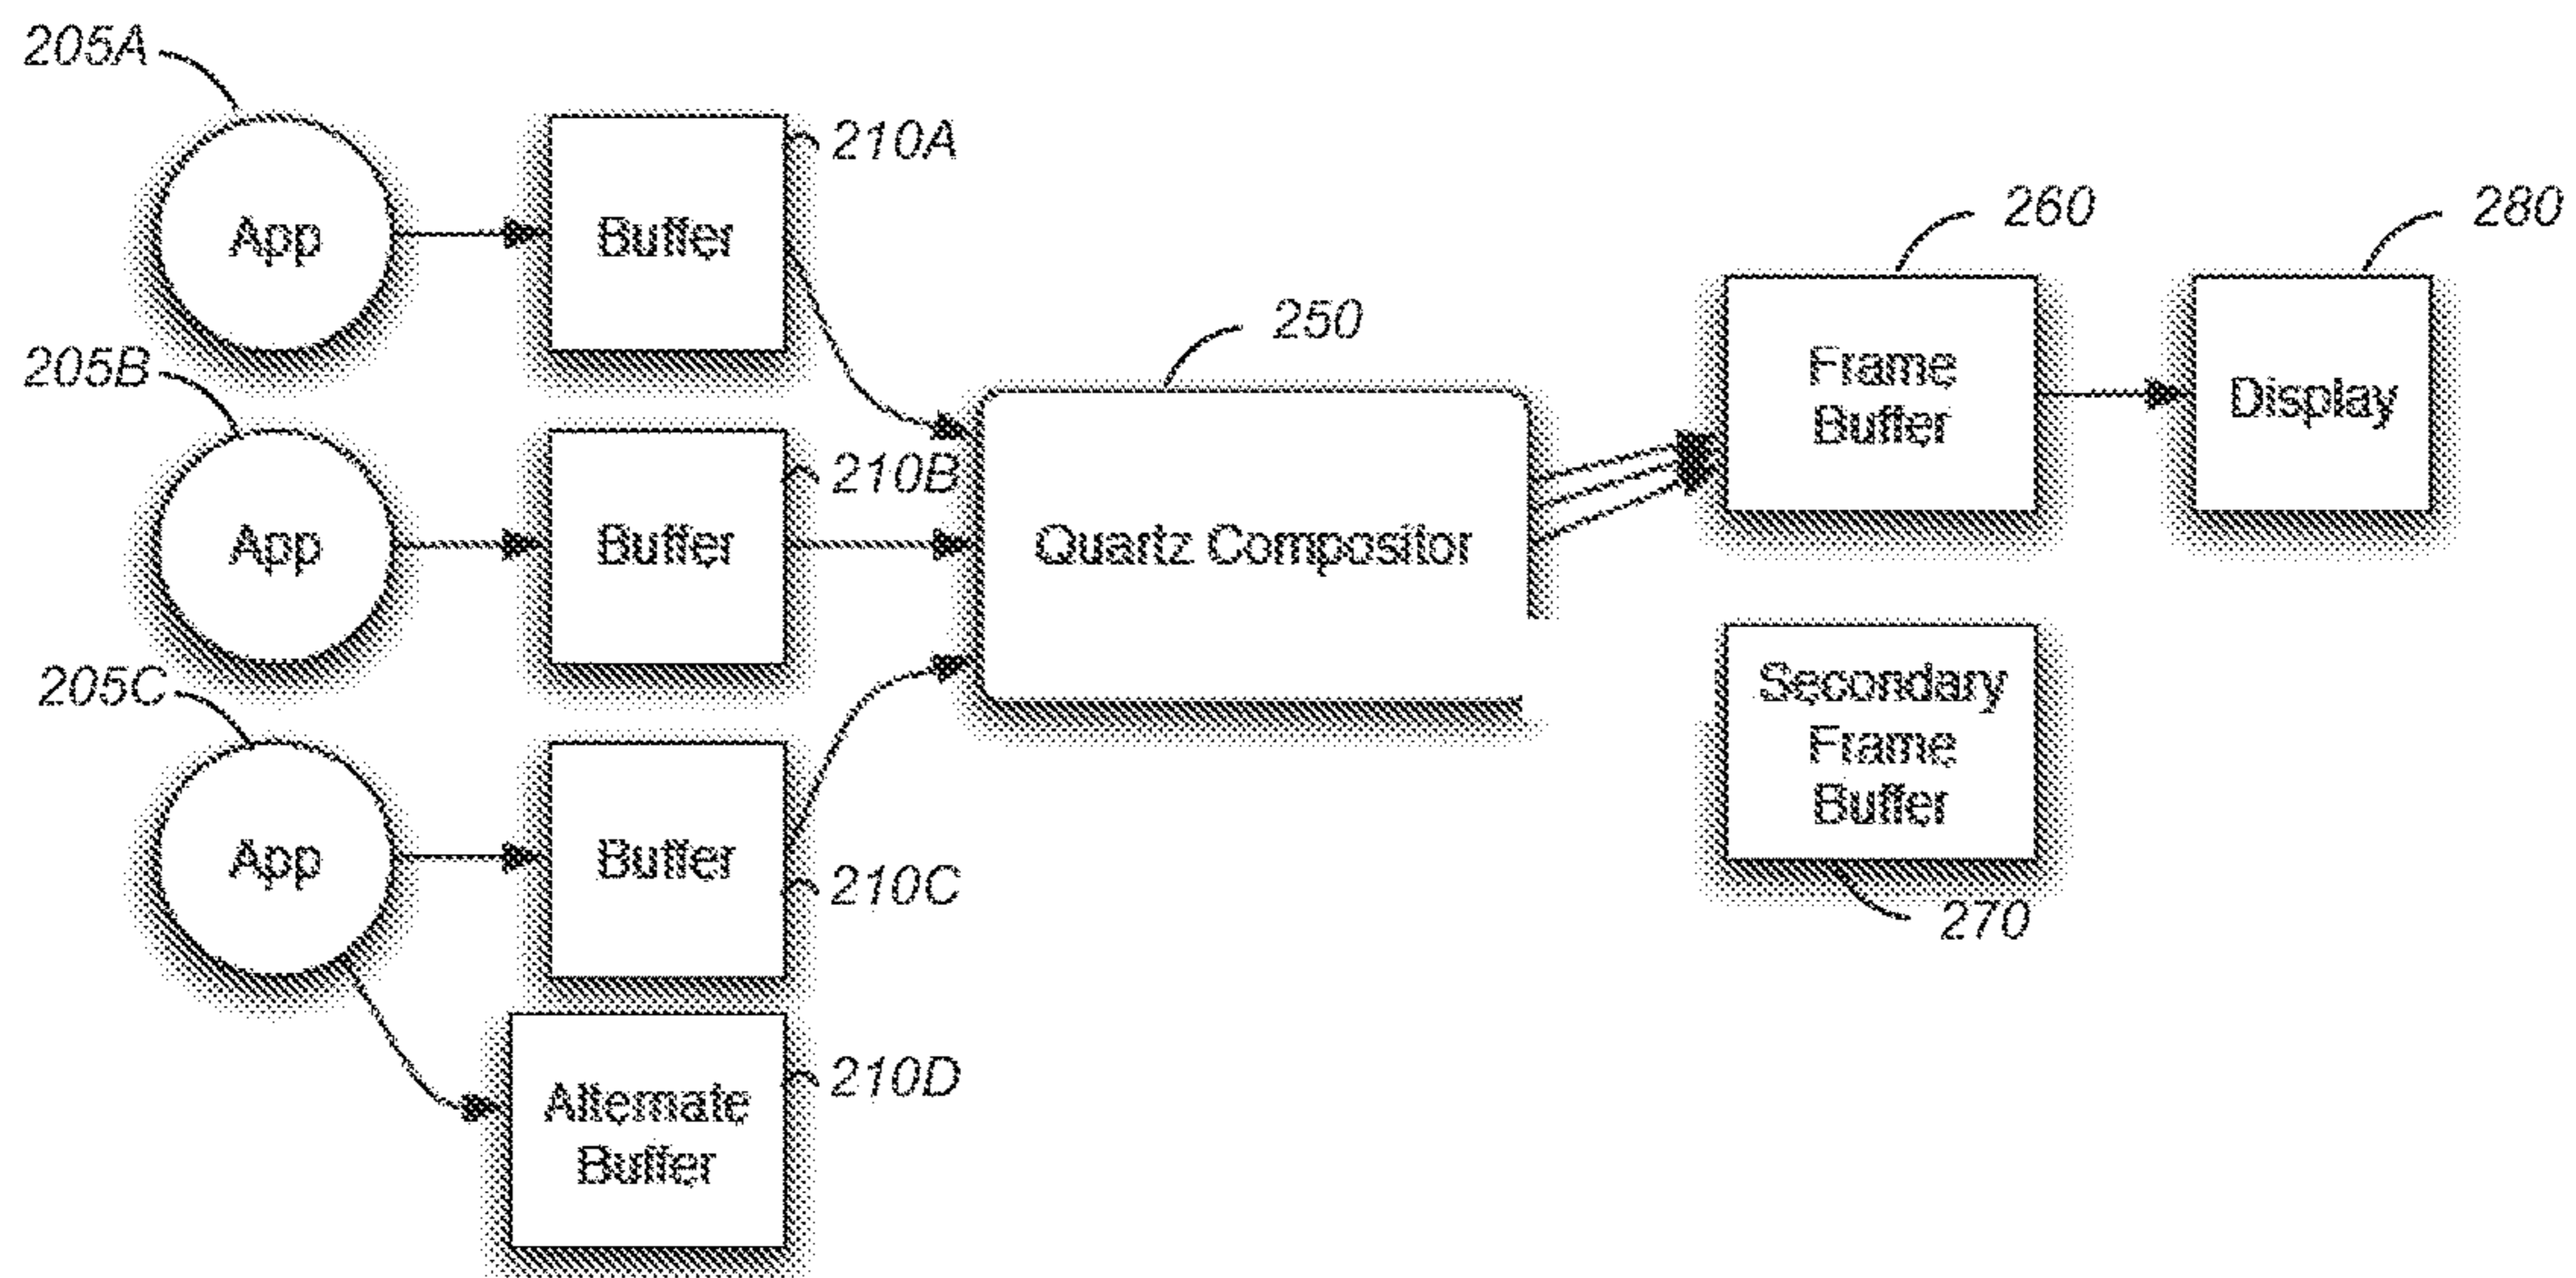 205A
App
Buffer
210A
205B
App
Buffer
210B
205C
App
Buffer
210C
Alternate
Buffer
210D
250
Quartz Compositor
260
Frame
Buffer
280
Display
Secondary
Frame
Buffer
270